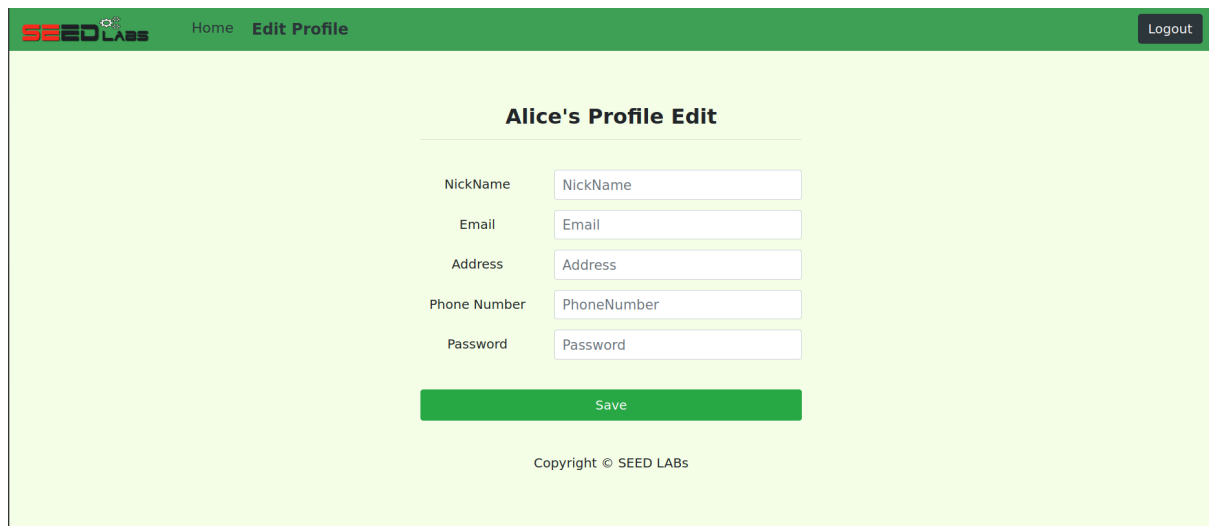 SEED LABS Home Edit Profile Logout
Alice's Profile Edit
NickName NickName
Email Email
Address Address
Phone Number PhoneNumber
Password Password
Save
Copyright © SEED LABs